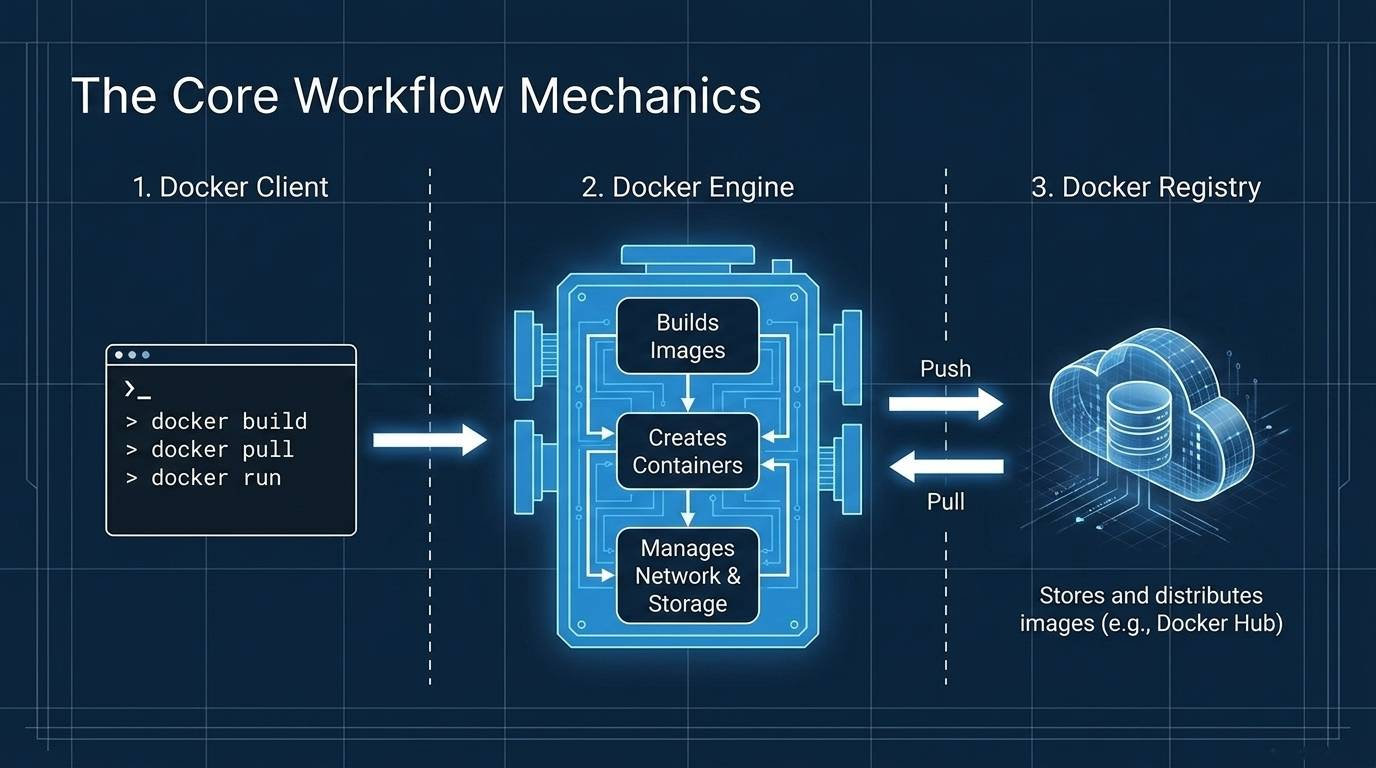 The Core Workflow Mechanics
1. Docker Client
2. Docker Engine
3. Docker Registry
❯_
> docker build
> docker pull
> docker run
Builds
Images
Creates
Containers
Manages
Network &
Storage
Push
Pull
Stores and distributes
images (e.g., Docker Hub)